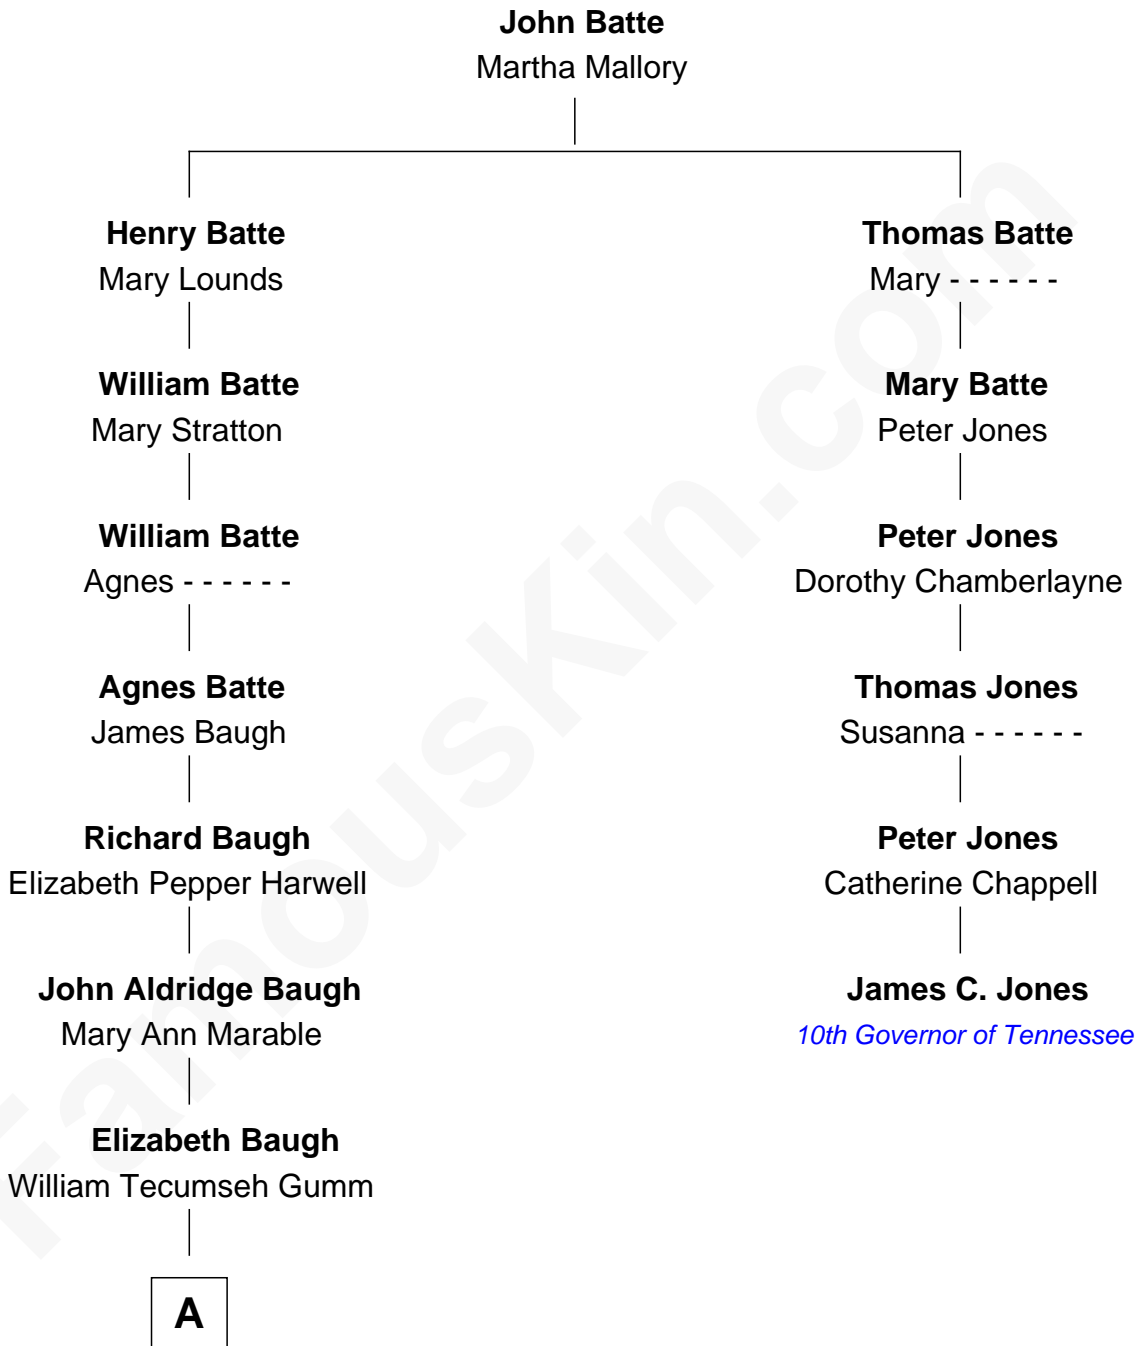 John Batte
Martha Mallory
Henry Batte
Mary Lounds
Thomas Batte
Mary - - - - - -
William Batte
Mary Stratton
Mary Batte
Peter Jones
William Batte
Agnes - - - - - -
Peter Jones
Dorothy Chamberlayne
Agnes Batte
James Baugh
Thomas Jones
Susanna - - - - - -
Richard Baugh
Elizabeth Pepper Harwell
Peter Jones
Catherine Chappell
John Aldridge Baugh
Mary Ann Marable
James C. Jones
10th Governor of Tennessee
Elizabeth Baugh
William Tecumseh Gumm
A
FamousKin.com